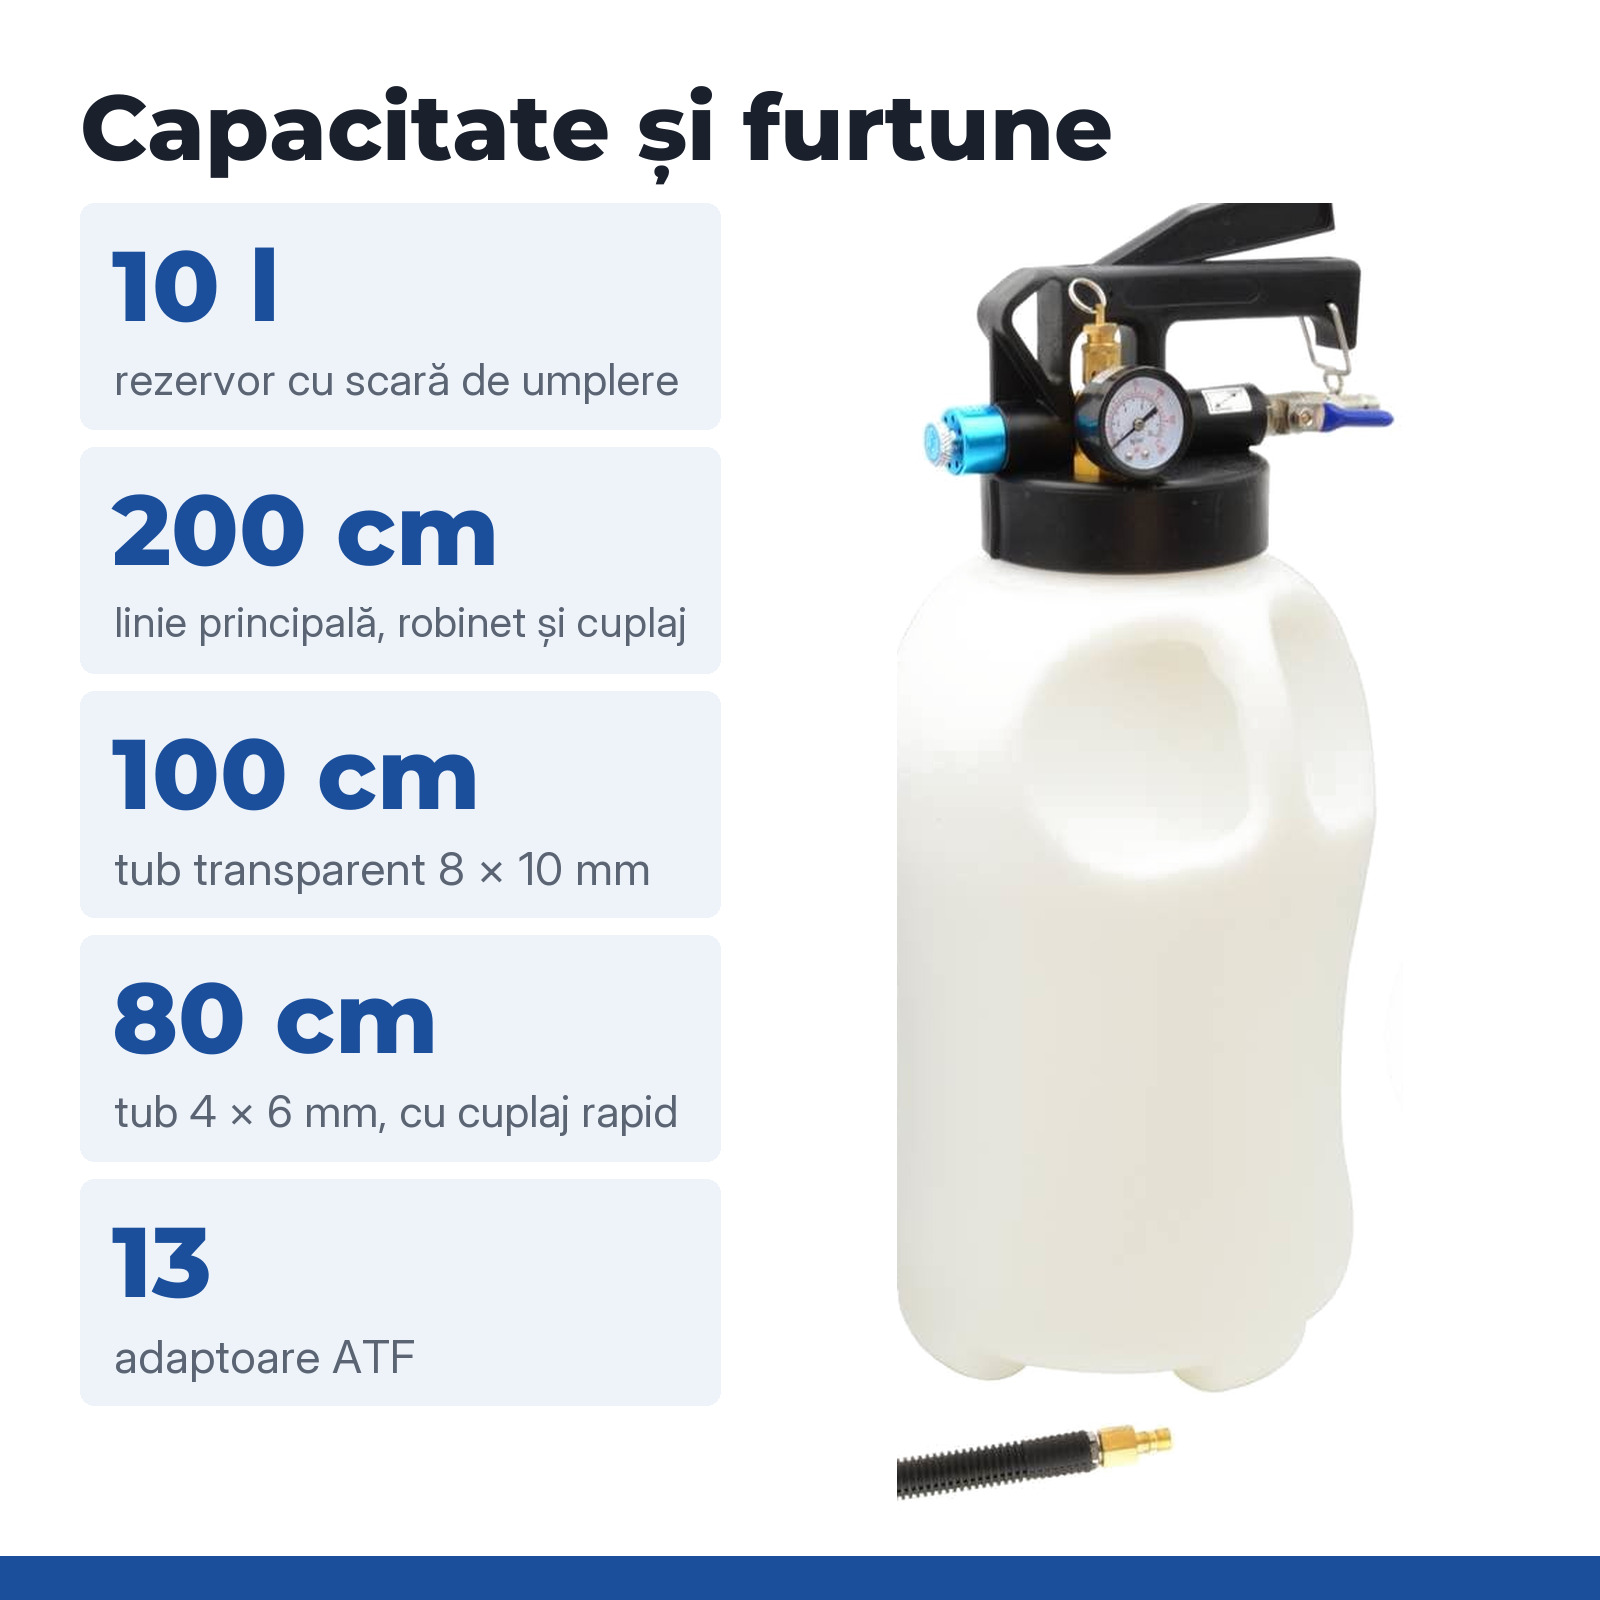 Capacitate și furtune
10 l
rezervor cu scară de umplere
200 cm
linie principală, robinet și cuplaj
100 cm
tub transparent 8 × 10 mm
80 cm
tub 4 × 6 mm, cu cuplaj rapid
13
adaptoare ATF